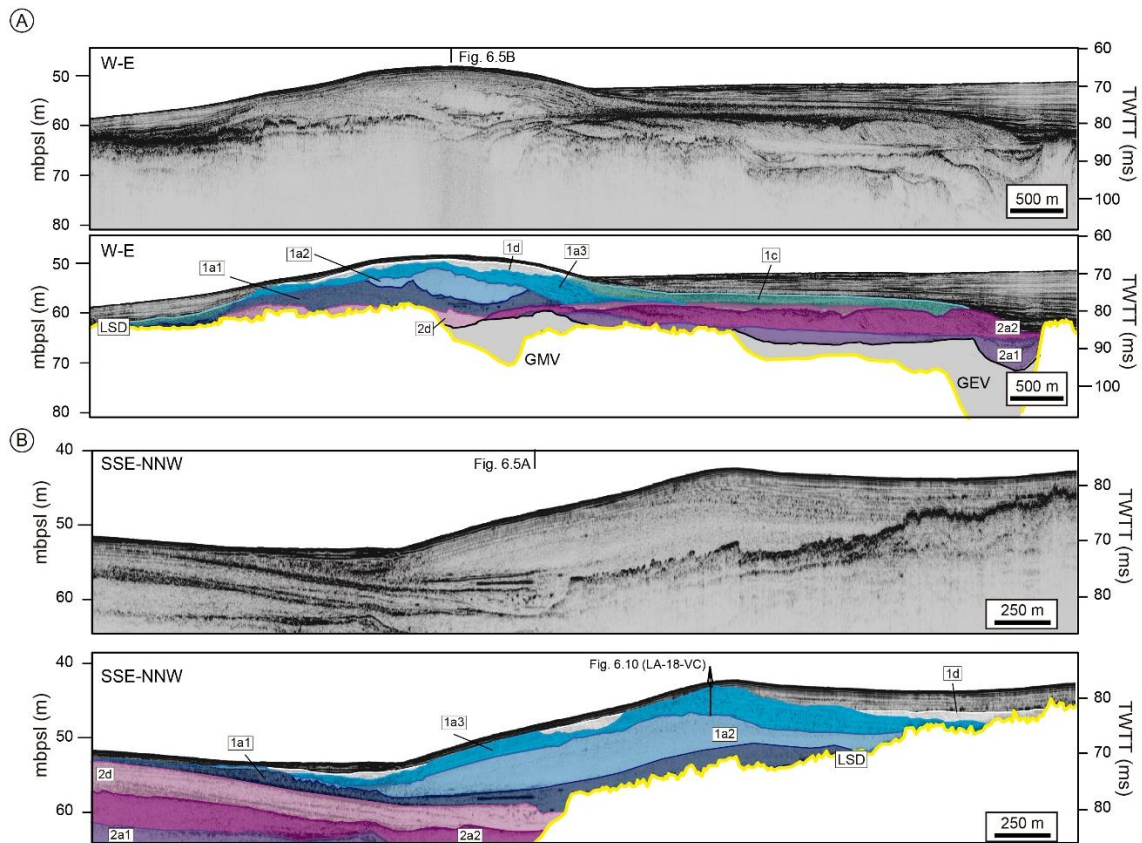 A
W-E
Fig. 6.5B
50
60
70
80
mbpsl (m)
60
70
80
90
100
TWTT (ms)
500 m
W-E
1a1
1a2
1d
1a3
1c
LSD
2d
GMV
GEV
2a2
2a1
50
60
70
80
mbpsl (m)
60
70
80
90
100
TWTT (ms)
500 m
B
SSE-NNW
Fig. 6.5A
40
50
60
mbpsl (m)
80
70
80
TWTT (ms)
250 m
SSE-NNW
Fig. 6.10 (LA-18-VC)
1d
1a3
1a1
1a2
LSD
2d
2a1
2a2
40
50
60
mbpsl (m)
80
70
80
TWTT (ms)
250 m